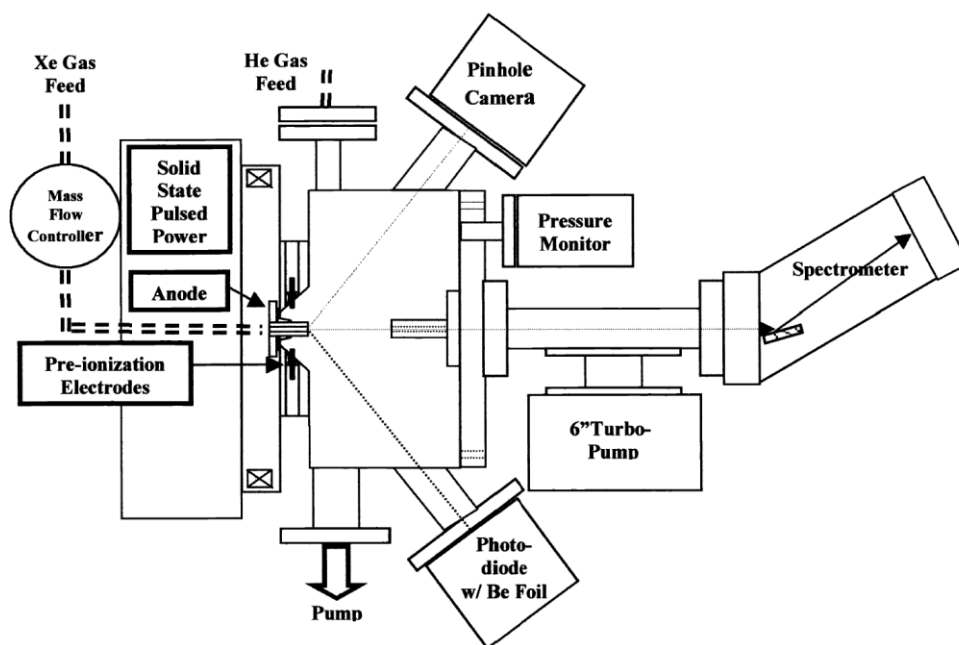 Xe Gas
Feed
He Gas
Feed
Pinhole
Camera
Solid
State
Pulsed
Power
Mass
Flow
Controller
Pressure
Monitor
Spectrometer
Anode
Pre-ionization
Electrodes
6”Turbo-
Pump
Photo-
diode
w/ Be Foil
Pump